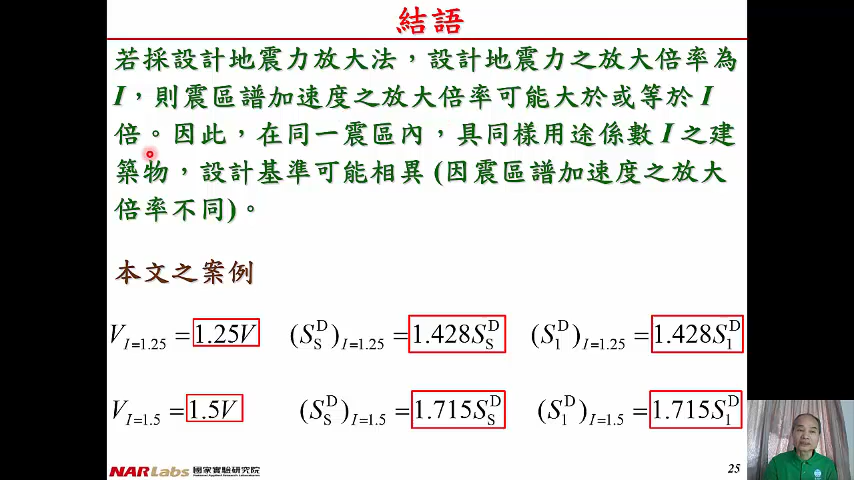 結語
若採設計地震力放大法，設計地震力之放大倍率為
I，則震區譜加速度之放大倍率可能大於或等於 I
倍。因此，在同一震區內，具同樣用途係數 I 之建
築物，設計基準可能相異 (因震區譜加速度之放大
倍率不同)。
本文之案例
V_{I=1.25} = 1.25V (S_S^D)_{I=1.25} = 1.428S_S^D (S_1^D)_{I=1.25} = 1.428S_1^D
V_{I=1.5} = 1.5V (S_S^D)_{I=1.5} = 1.715S_S^D (S_1^D)_{I=1.5} = 1.715S_1^D
NARLabs 國家實驗研究院 25